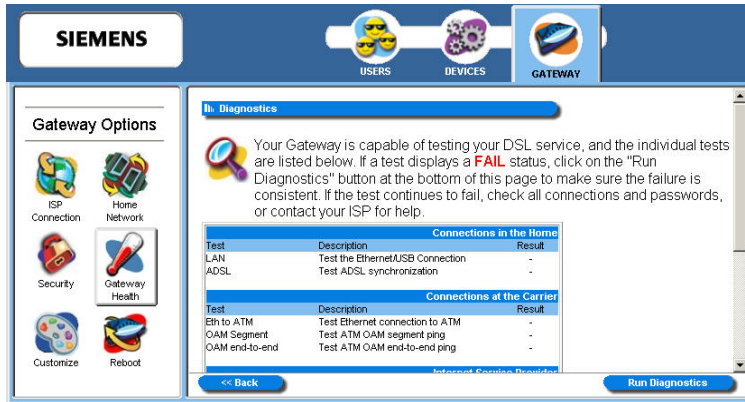 SIEMENS
USERS
DEVICES
GATEWAY
Gateway Options
ISP
Connection
Home
Network
Security
Gateway
Health
Customize
Reboot
Diagnostics
Your Gateway is capable of testing your DSL service, and the individual tests
are listed below. If a test displays a FAIL status, click on the "Run
Diagnostics" button at the bottom of this page to make sure the failure is
consistent. If the test continues to fail, check all connections and passwords,
or contact your ISP for help.
Connections in the Home
Test Description Result
LAN Test the Ethernet/USB Connection -
ADSL Test ADSL synchronization -
Connections at the Carrier
Test Description Result
Eth to ATM Test Ethernet connection to ATM -
OAM Segment Test ATM OAM segment ping -
OAM end-to-end Test ATM OAM end-to-end ping -
Internet Service Provider
<< Back
Run Diagnostics